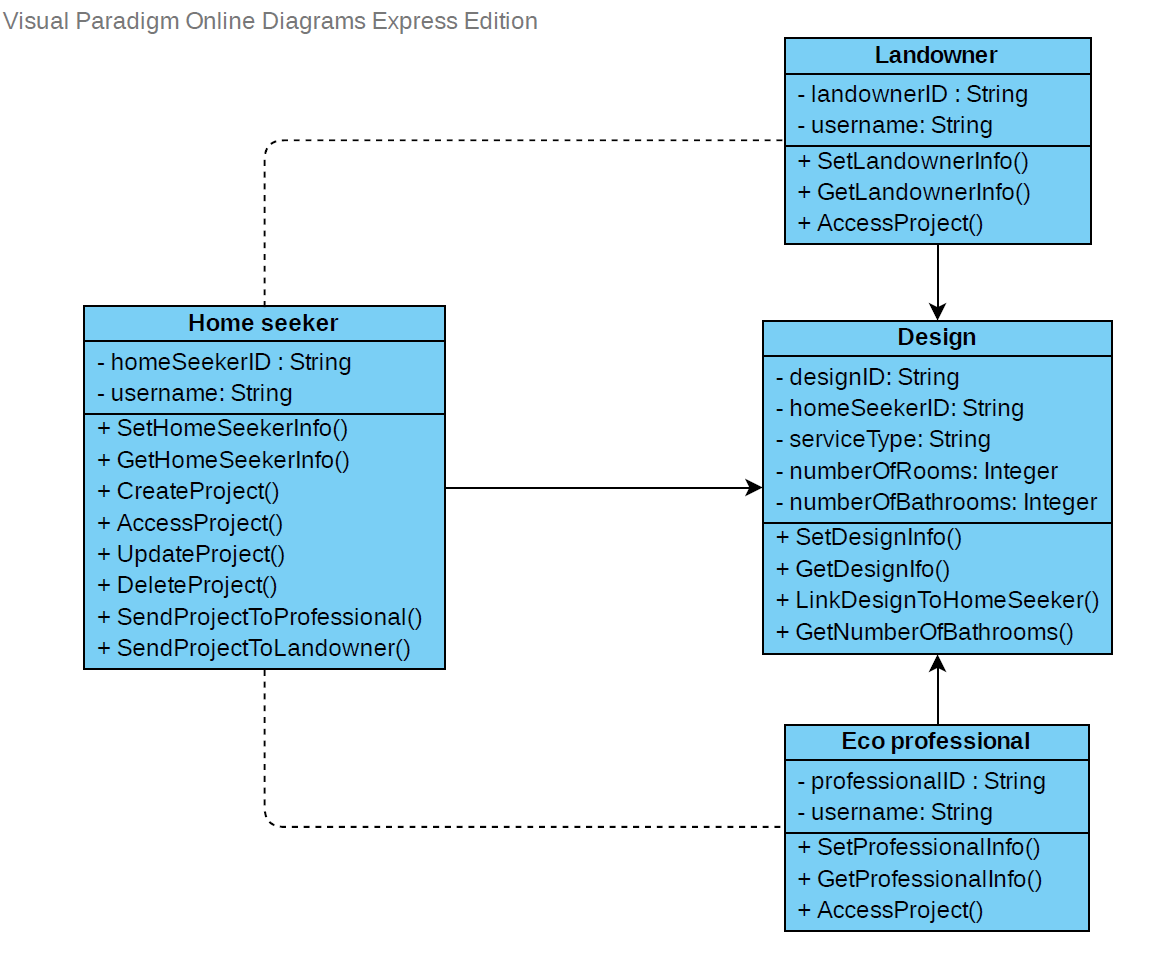 Visual Paradigm Online Diagrams Express Edition
Landowner
- landownerID : String
- username: String
+ SetLandownerInfo()
+ GetLandownerInfo()
+ AccessProject()
Home seeker
- homeSeekerID : String
- username: String
+ SetHomeSeekerInfo()
+ GetHomeSeekerInfo()
+ CreateProject()
+ AccessProject()
+ UpdateProject()
+ DeleteProject()
+ SendProjectToProfessional()
+ SendProjectToLandowner()
Design
- designID: String
- homeSeekerID: String
- serviceType: String
- numberOfRooms: Integer
- numberOfBathrooms: Integer
+ SetDesignInfo()
+ GetDesignIfo()
+ LinkDesignToHomeSeeker()
+ GetNumberOfBathrooms()
Eco professional
- professionalID : String
- username: String
+ SetProfessionalInfo()
+ GetProfessionalInfo()
+ AccessProject()